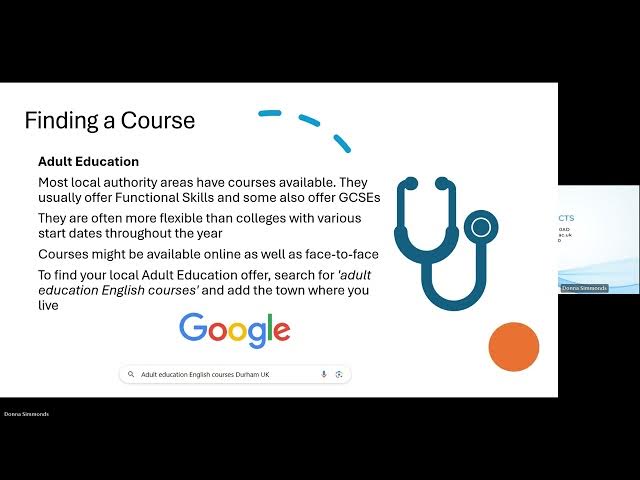 Finding a Course
Adult Education
Most local authority areas have courses available. They
usually offer Functional Skills and some also offer GCSEs
They are often more flexible than colleges with various
start dates throughout the year
Courses might be available online as well as face-to-face
To find your local Adult Education offer, search for 'adult
education English courses' and add the town where you
live
Google
Adult education English courses Durham UK
CTS
Donna Simmonds
Donna Simmonds